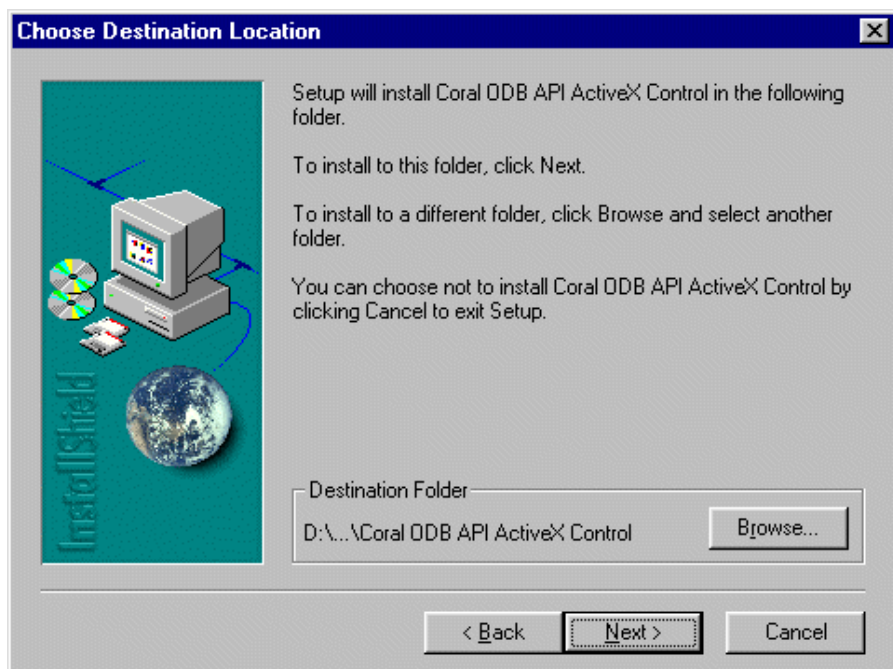 Choose Destination Location
Setup will install Coral ODB API ActiveX Control in the following
folder.
To install to this folder, click Next.
To install to a different folder, click Browse and select another
folder.
You can choose not to install Coral ODB API ActiveX Control by
clicking Cancel to exit Setup.
InstallShield
Destination Folder
D:\...\Coral ODB API ActiveX Control
Browse...
< Back
Next >
Cancel